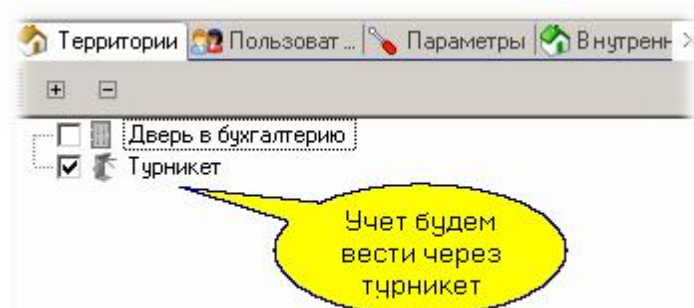 Территории Пользоват... Параметры Внутренн
Дверь в бухгалтерию
Турникет
Учет будем
вести через
турникет